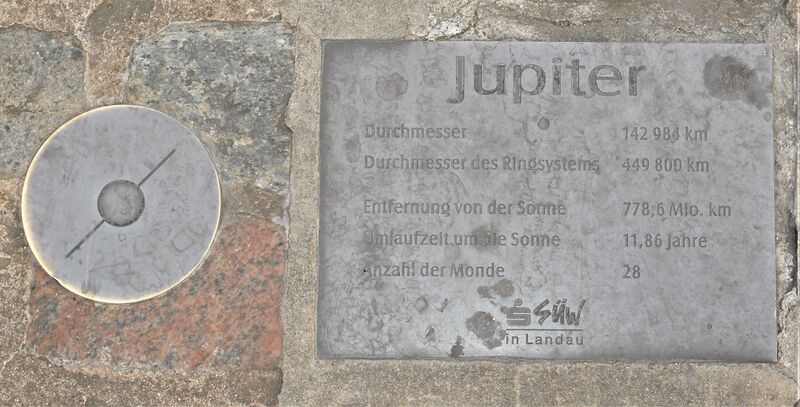 Jupiter
Durchmesser 142 984 km
Durchmesser des Ringsystems 449 800 km
Entfernung von der Sonne 778,6 Mio. km
Umlaufzeit um die Sonne 11,86 Jahre
Anzahl der Monde 28
SÜW
in Landau